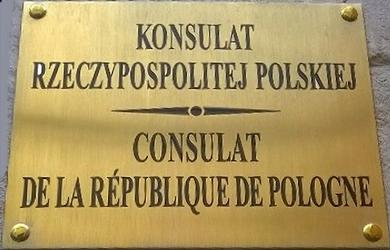 KONSULAT
RZECZYPOSPOLITEJ POLSKIEJ
CONSULAT
DE LA RÉPUBLIQUE DE POLOGNE